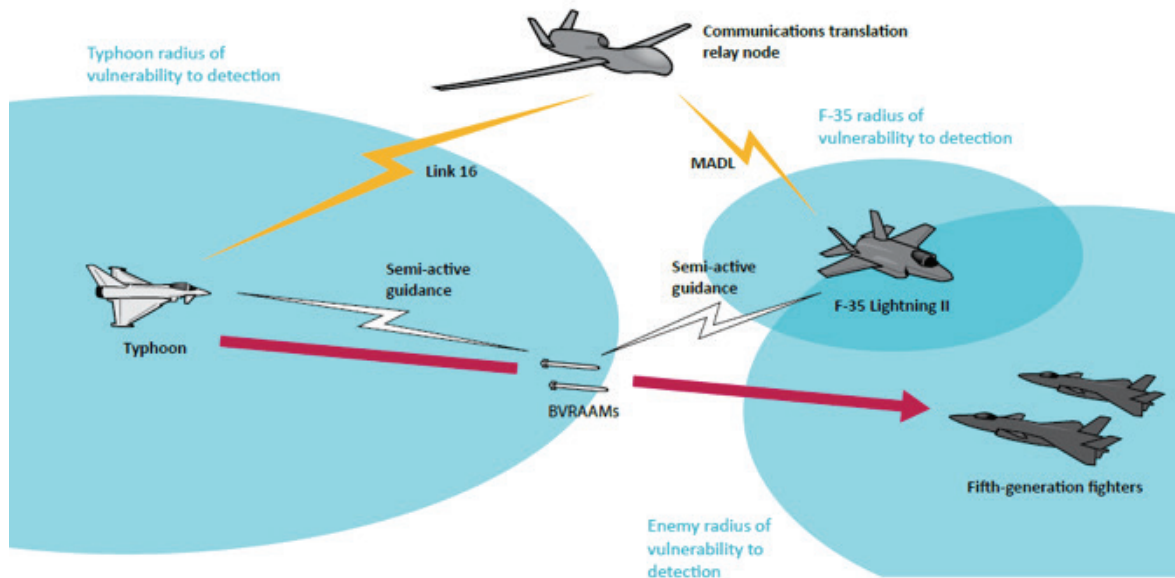 Communications translation
relay node
Typhoon radius of
vulnerability to detection
F-35 radius of
vulnerability to detection
Link 16
MADL
Semi-active
guidance
Semi-active
guidance
F-35 Lightning II
Typhoon
BVRAAMs
Fifth-generation fighters
Enemy radius of
vulnerability to
detection